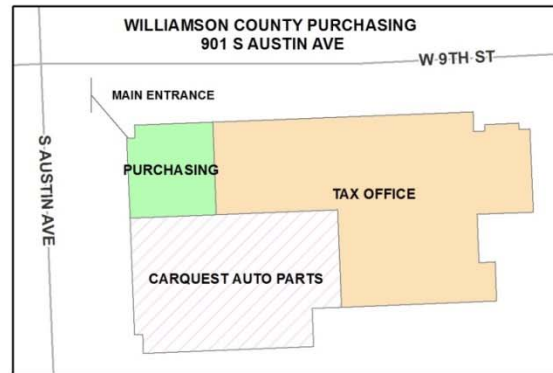 WILLIAMSON COUNTY PURCHASING
901 S AUSTIN AVE
W 9TH ST
MAIN ENTRANCE
S AUSTIN AVE
PURCHASING
TAX OFFICE
CARQUEST AUTO PARTS